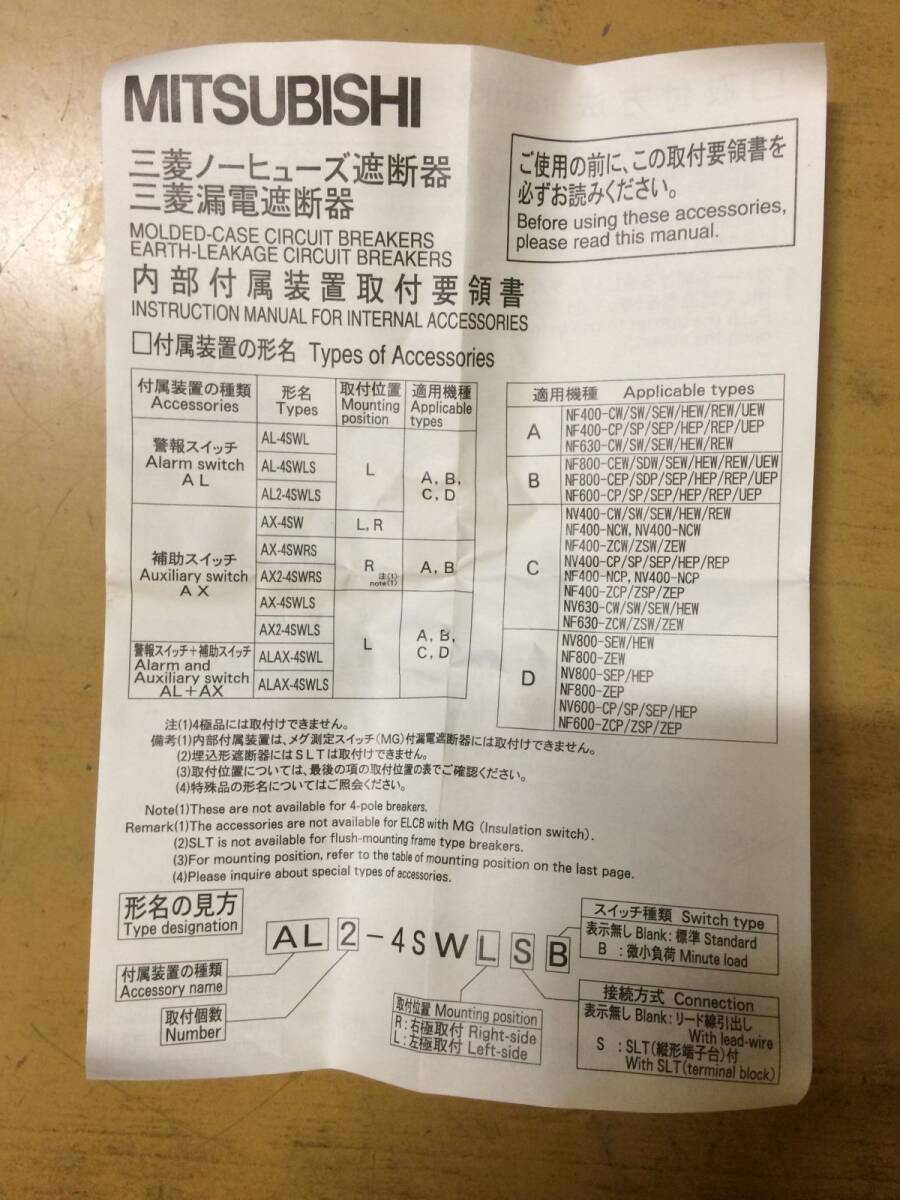 MITSUBISHI
三菱ノーヒューズ遮断器
三菱漏電遮断器
MOLDED-CASE CIRCUIT BREAKERS
EARTH-LEAKAGE CIRCUIT BREAKERS
内部付属装置取付要領書
INSTRUCTION MANUAL FOR INTERNAL ACCESSORIES
ご使用の前に、この取付要領書を
必ずお読みください。
Before using these accessories,
please read this manual.
□付属装置の形名 Types of Accessories
付属装置の種類 形名 取付位置 適用機種
Accessories Types Mounting Applicable
position types
警報スイッチ
Alarm switch
AL
AL-4SWL
AL-4SWLS
AL2-4SWLS
L
A, B,
C, D
補助スイッチ
Auxiliary switch
AX
AX-4SW
L, R
AX-4SWRS
AX2-4SWRS
R
注(1)
note(1)
A, B
AX-4SWLS
AX2-4SWLS
警報スイッチ+補助スイッチ
Alarm and
Auxiliary switch
AL+AX
ALAX-4SWL
ALAX-4SWLS
L
A, B,
C, D
適用機種 Applicable types
A
NF400-CW/SW/SEW/HEW/REW/UEW
NF400-CP/SP/SEP/HEP/REP/UEP
NF630-CW/SW/SEW/HEW/REW
B
NF800-CEW/SDW/SEW/HEW/REW/UEW
NF800-CEP/SDP/SEP/HEP/REP/UEP
NF600-CP/SP/SEP/HEP/REP/UEP
C
NV400-CW/SW/SEW/HEW/REW
NF400-NCW, NV400-NCW
NF400-ZCW/ZSW/ZEW
NV400-CP/SP/SEP/HEP/REP
NF400-NCP, NV400-NCP
NF400-ZCP/ZSP/ZEP
NV630-CW/SW/SEW/HEW
NF630-ZCW/ZSW/ZEW
D
NV800-SEW/HEW
NF800-ZEW
NV800-SEP/HEP
NF800-ZEP
NV600-CP/SP/SEP/HEP
NF600-ZCP/ZSP/ZEP
注(1)4極品には取付けできません。
備考(1)内部付属装置は、メグ測定スイッチ(MG)付漏電遮断器には取付けできません。
(2)埋込形遮断器にはSLTは取付けできません。
(3)取付位置については、最後の項の取付位置の表でご確認ください。
(4)特殊品の形名についてはご照会ください。
Note(1)These are not available for 4-pole breakers.
Remark(1)The accessories are not available for ELCB with MG (Insulation switch).
(2)SLT is not available for flush-mounting frame type breakers.
(3)For mounting position, refer to the table of mounting position on the last page.
(4)Please inquire about special types of accessories.
形名の見方
Type designation
AL2-4SWLSB
付属装置の種類
Accessory name
取付個数
Number
取付位置 Mounting position
R:右極取付 Right-side
L:左極取付 Left-side
スイッチ種類 Switch type
表示無し Blank:標準 Standard
B :微小負荷 Minute load
接続方式 Connection
表示無し Blank:リード線引出し
With lead-wire
S :SLT(縦形端子台)付
With SLT(terminal block)